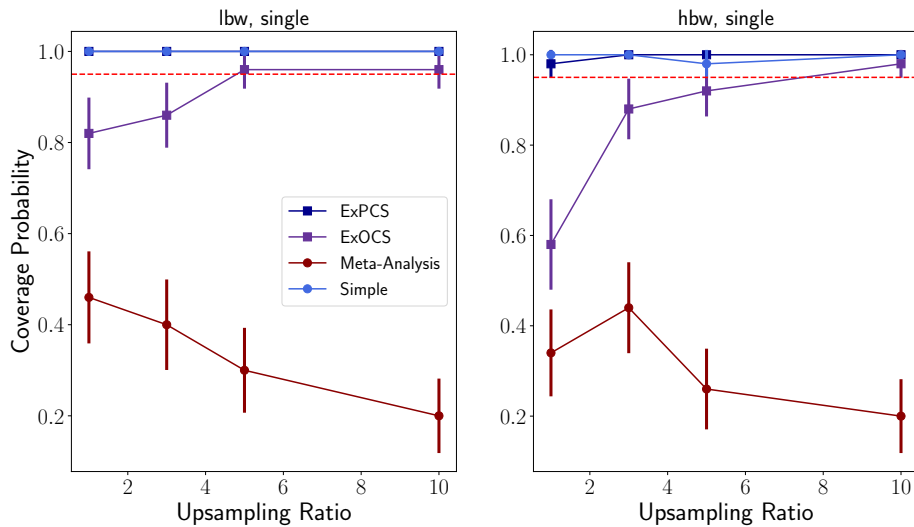 lbw, single
hbw, single
Coverage Probability
1.0
0.8
0.6
0.4
0.2
ExPCS
ExOCS
Meta-Analysis
Simple
2
4
6
8
10
Upsampling Ratio
1.0
0.8
0.6
0.4
0.2
2
4
6
8
10
Upsampling Ratio